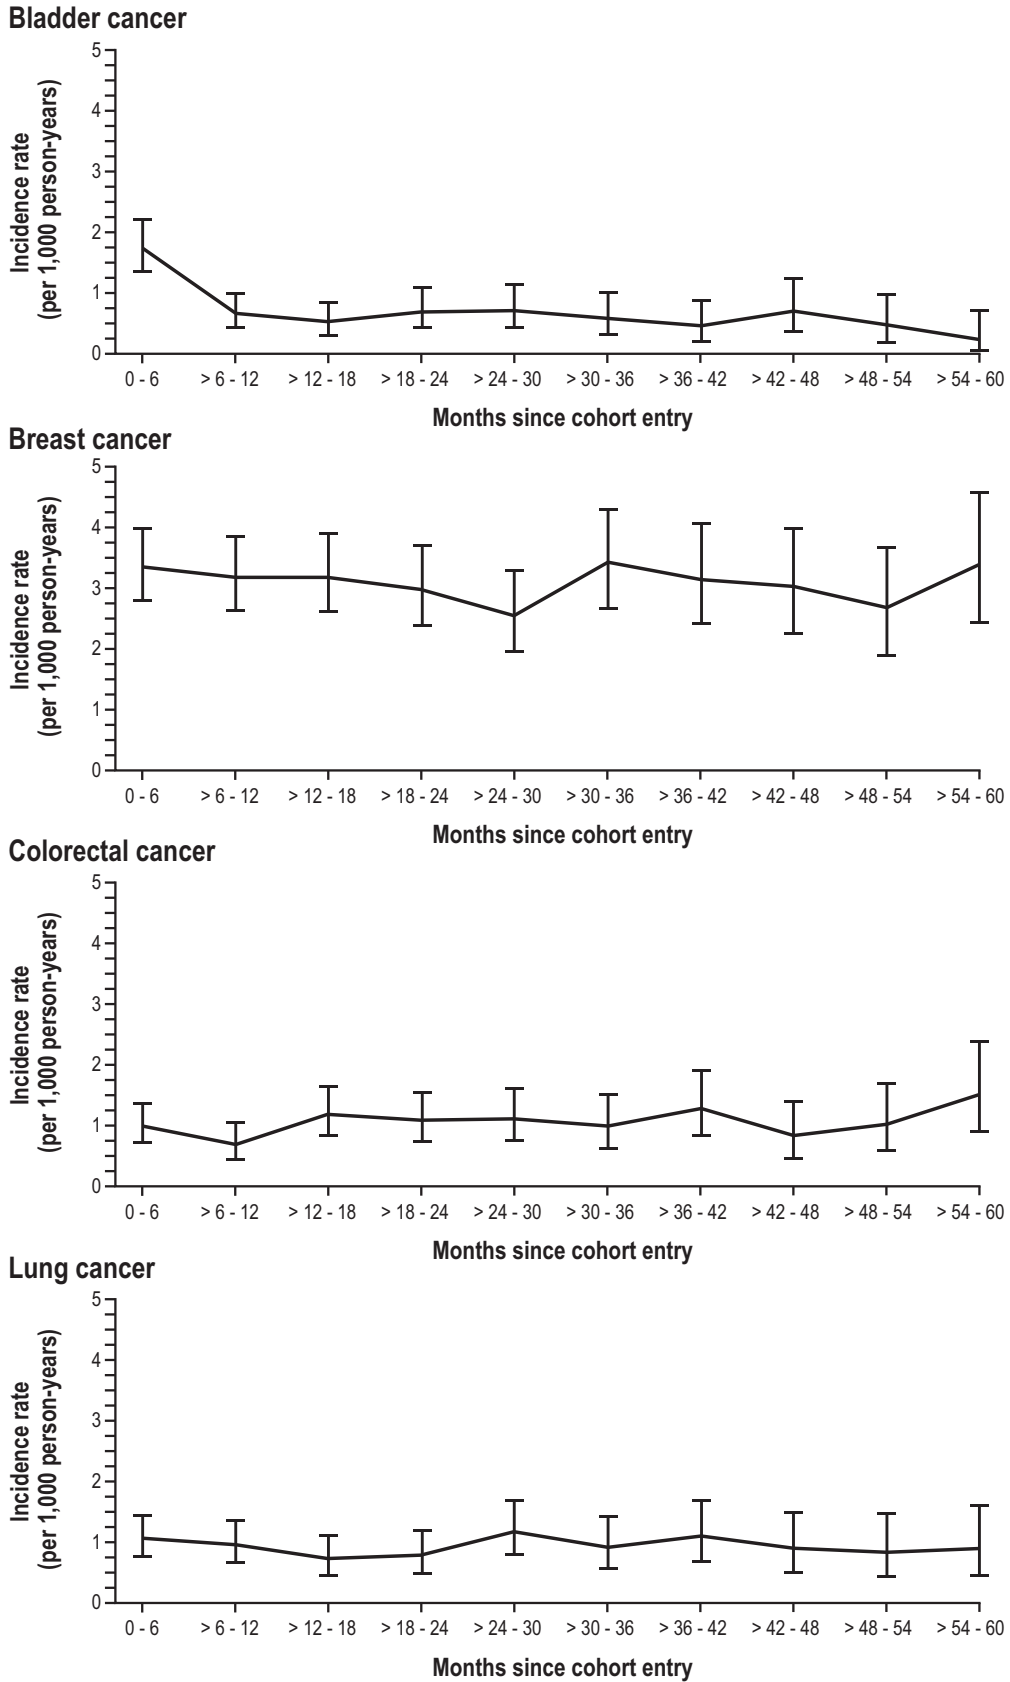 Bladder cancer
Incidence rate
(per 1,000 person-years)
5
4
3
2
1
0
0 - 6 > 6 - 12 > 12 - 18 > 18 - 24 > 24 - 30 > 30 - 36 > 36 - 42 > 42 - 48 > 48 - 54 > 54 - 60
Months since cohort entry
Breast cancer
Incidence rate
(per 1,000 person-years)
5
4
3
2
1
0
0 - 6 > 6 - 12 > 12 - 18 > 18 - 24 > 24 - 30 > 30 - 36 > 36 - 42 > 42 - 48 > 48 - 54 > 54 - 60
Months since cohort entry
Colorectal cancer
Incidence rate
(per 1,000 person-years)
5
4
3
2
1
0
0 - 6 > 6 - 12 > 12 - 18 > 18 - 24 > 24 - 30 > 30 - 36 > 36 - 42 > 42 - 48 > 48 - 54 > 54 - 60
Months since cohort entry
Lung cancer
Incidence rate
(per 1,000 person-years)
5
4
3
2
1
0
0 - 6 > 6 - 12 > 12 - 18 > 18 - 24 > 24 - 30 > 30 - 36 > 36 - 42 > 42 - 48 > 48 - 54 > 54 - 60
Months since cohort entry